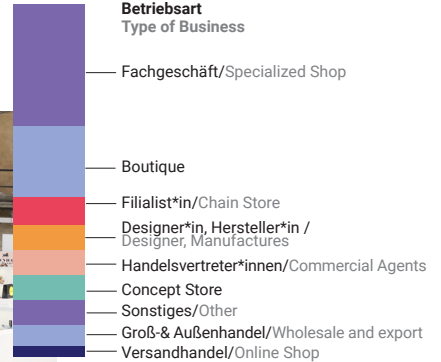 Betriebsart
Type of Business
Fachgeschäft/Specialized Shop
Boutique
Filialist*in/Chain Store
Designer*in, Hersteller*in /
Designer, Manufactures
Handelsvertreter*innen/Commercial Agents
Concept Store
Sonstiges/Other
Groß-& Außenhandel/Wholesale and export
Versandhandel/Online Shop